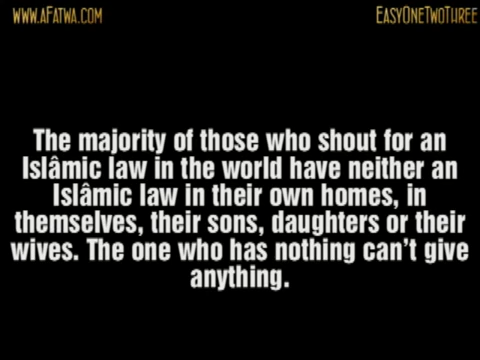 www.aFatwa.com
EasyOneTwoThree
The majority of those who shout for an
Islâmic law in the world have neither an
Islâmic law in their own homes, in
themselves, their sons, daughters or their
wives. The one who has nothing can't give
anything.